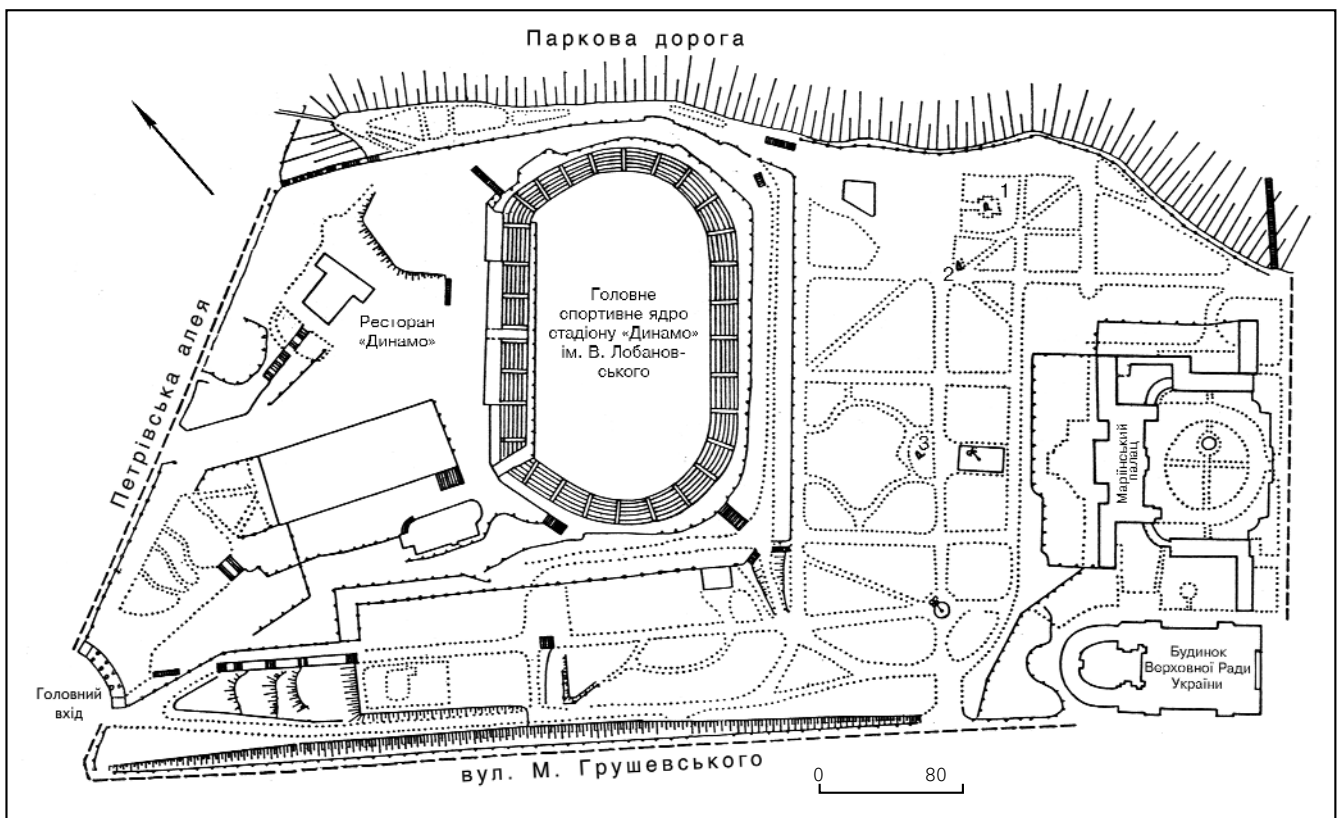 Паркова дорога
1
2
Головне
спортивне ядро
стадіону «Динамо»
ім. В. Лобанов-
ського
Ресторан
«Динамо»
Петрівська алея
3
Маріїнський
палац
Будинок
Верховної Ради
України
Головний
вхід
вул. М. Грушевського
0 80